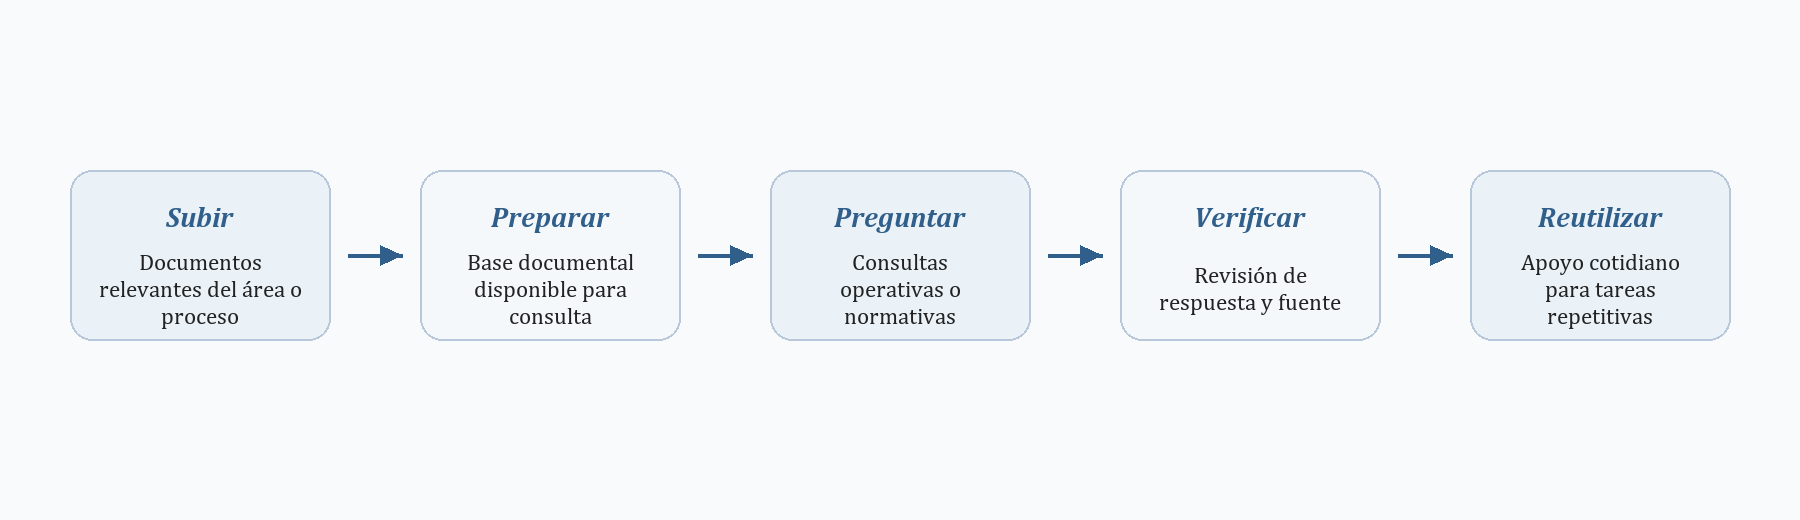 Subir
Documentos
relevantes del área o
proceso
Preparar
Base documental
disponible para
consulta
Preguntar
Consultas
operativas o
normativas
Verificar
Revisión de
respuesta y fuente
Reutilizar
Apoyo cotidiano
para tareas
repetitivas